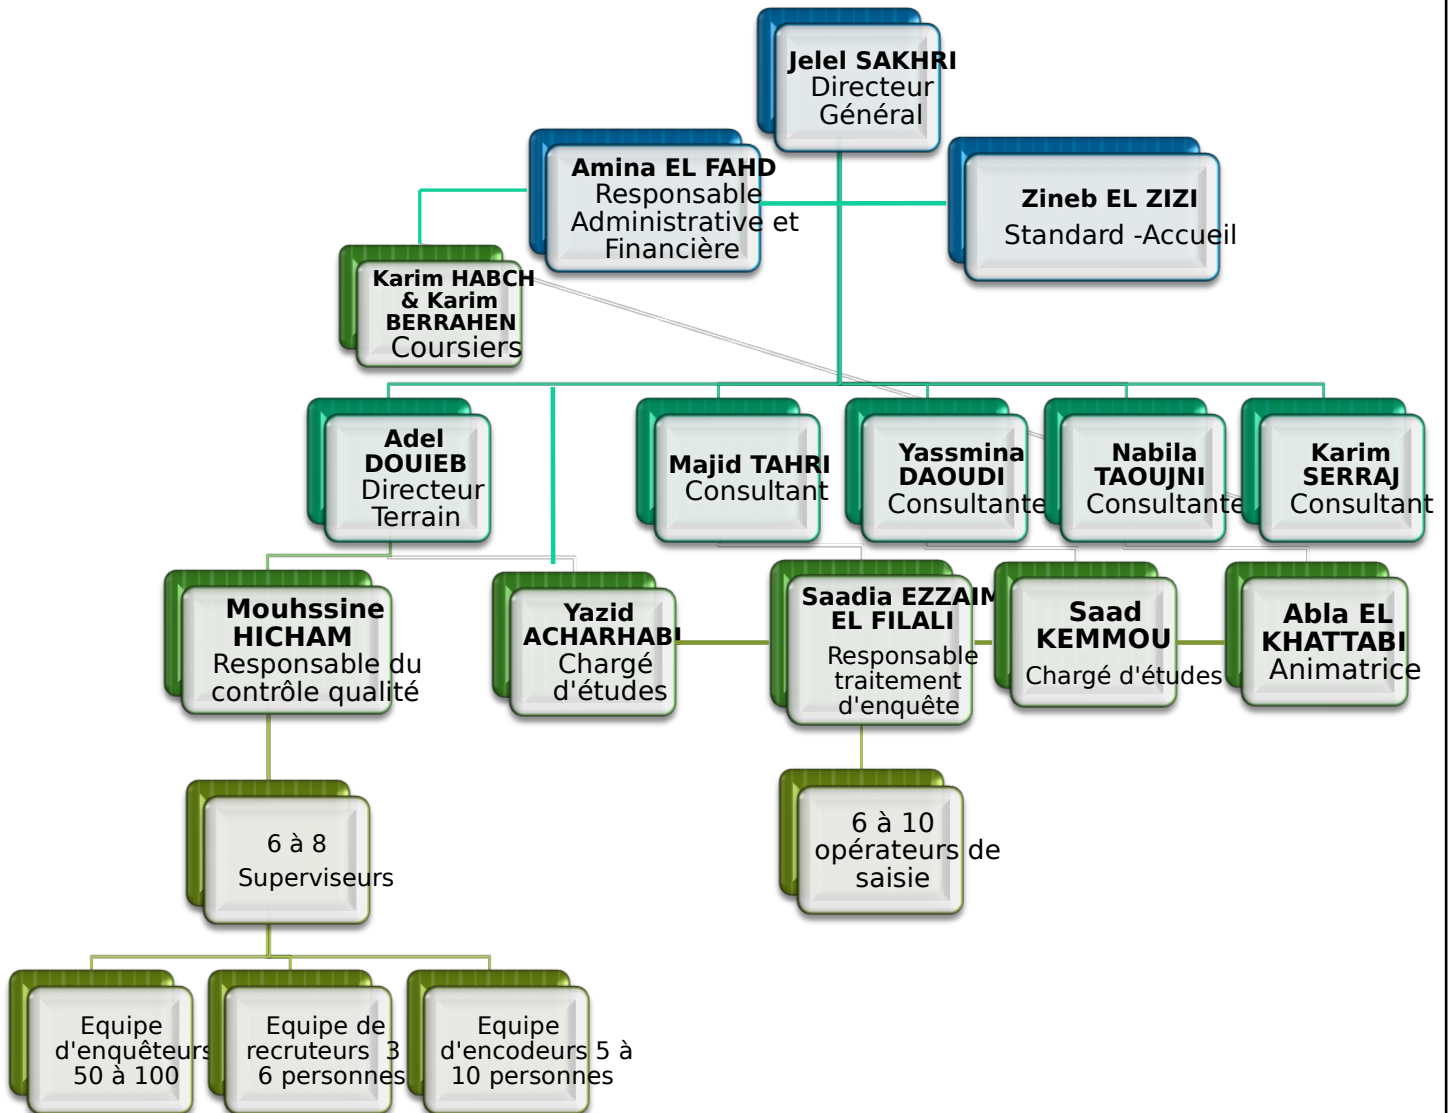 Jelel SAKHRI
Directeur
Général
Amina EL FAHD
Responsable
Administrative et
Financière
Zineb EL ZIZI
Standard -Accueil
Karim HABCH
& Karim
BERRAHEN
Coursiers
Adel
DOUIEB
Directeur
Terrain
Majid TAHRI
Consultant
Yassmina
DAOUDI
Consultante
Nabila
TAOUJNI
Consultante
Karim
SERRAJ
Consultant
Mouhssine
HICHAM
Responsable du
contrôle qualité
Yazid
ACHARHABI
Chargé
d'études
Saadia EZZAIM
EL FILALI
Responsable
traitement
d'enquête
Saad
KEMMOU
Chargé d'études
Abla EL
KHATTABI
Animatrice
6 à 8
Superviseurs
6 à 10
opérateurs de
saisie
Equipe
d'enquêteurs
50 à 100
Equipe de
recruteurs 3
6 personnes
Equipe
d'encodeurs 5 à
10 personnes